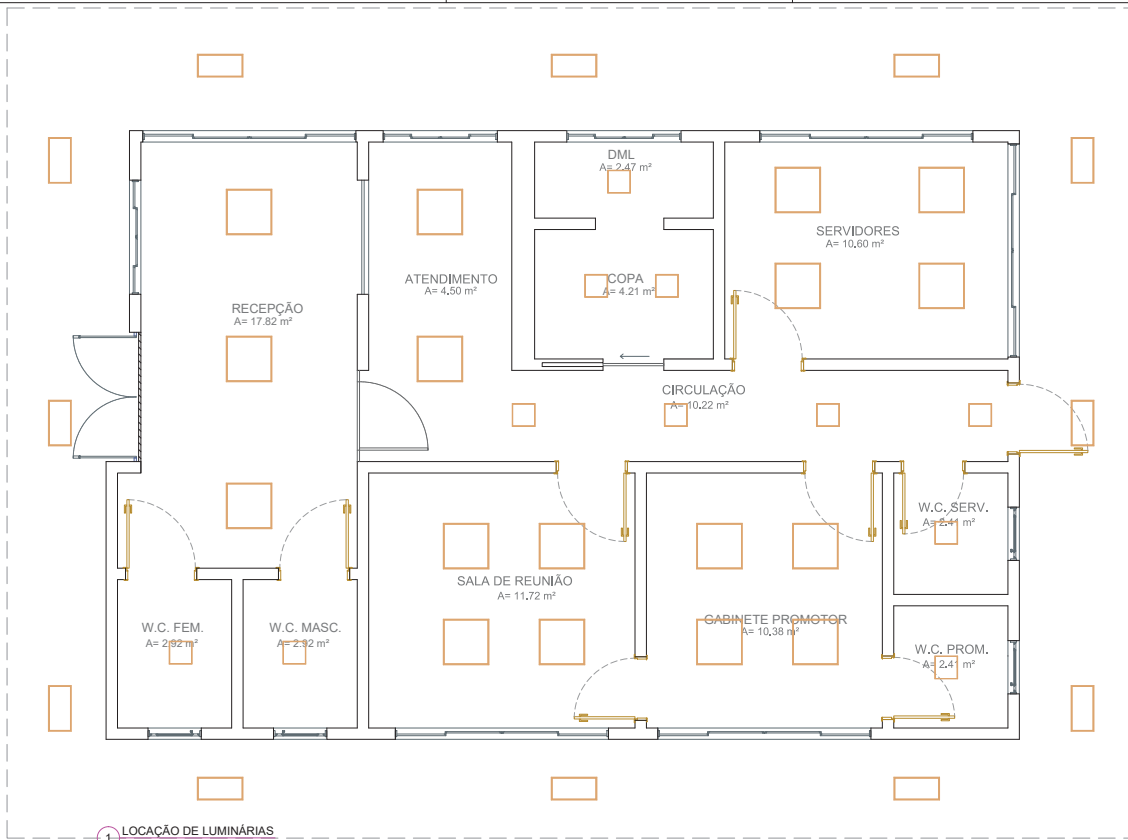 DML
A= 2.47 m²
SERVIDORES
A= 10.60 m²
ATENDIMENTO
A= 4.50 m²
COPA
A= 4.21 m²
RECEPÇÃO
A= 17.82 m²
CIRCULAÇÃO
A= 10.22 m²
W.C. SERV.
A= 2.41 m²
SALA DE REUNIÃO
A= 11.72 m²
GABINETE PROMOTOR
A= 10.38 m²
W.C. FEM.
A= 2.92 m²
W.C. MASC.
A= 2.92 m²
W.C. PROM.
A= 2.41 m²
1 LOCAÇÃO DE LUMINÁRIAS